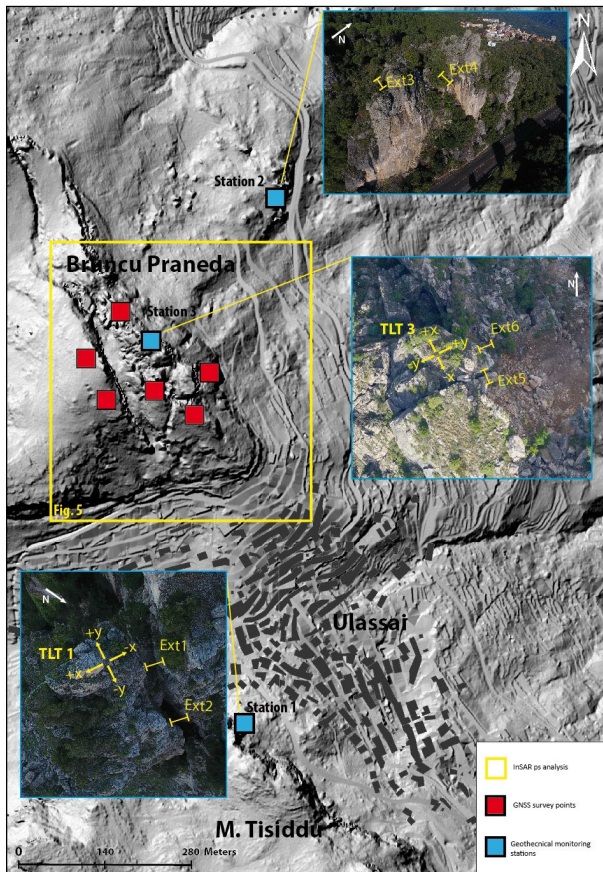 N
Ext3
Ext4
Station 2
Bruncu Praneda
Station 3
N
TLT 3
+x
+y
-y
-x
Ext6
Ext5
Fig. 5
Ulassai
N
TLT 1
+y
-x
+x
-y
Ext1
Ext2
Station 1
M. Tisiddu
InSAR ps analysis
GNSS survey points
Geothecnical monitoring
stations
0
140
280 Meters
N